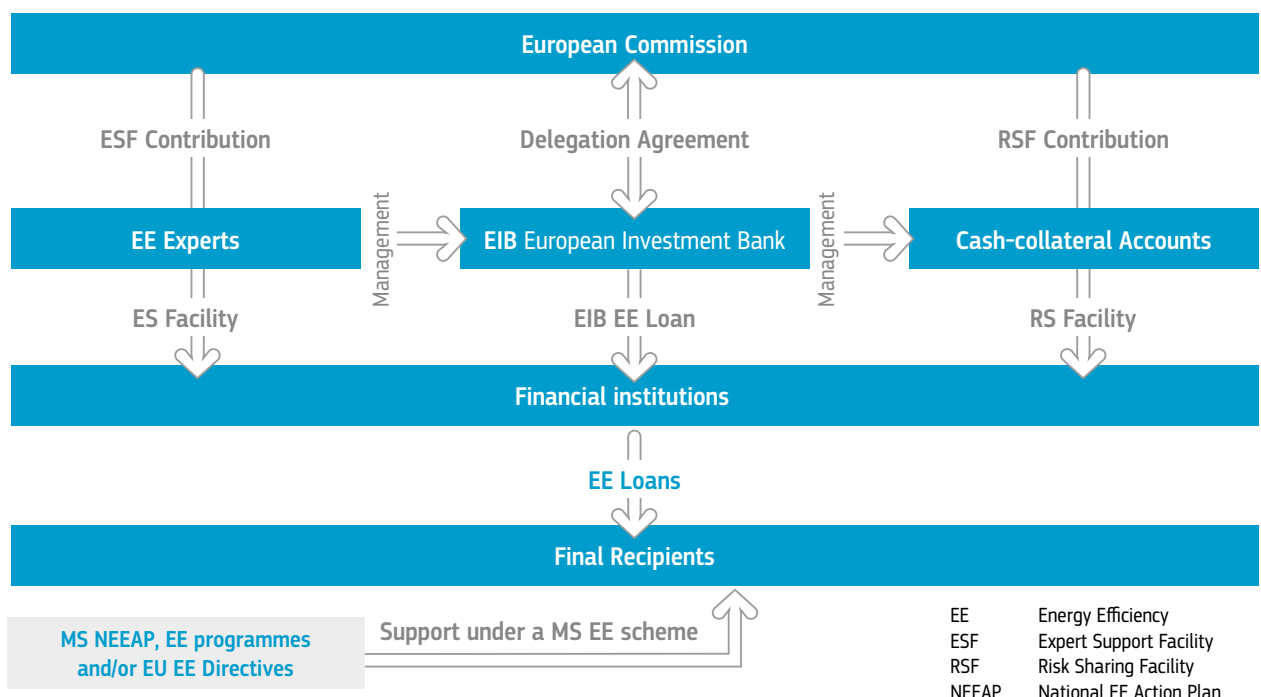 European Commission
ESF Contribution
Delegation Agreement
RSF Contribution
EE Experts
Management
EIB European Investment Bank
Management
Cash-collateral Accounts
ES Facility
EIB EE Loan
RS Facility
Financial institutions
EE Loans
Final Recipients
MS NEEAP, EE programmes
and/or EU EE Directives
Support under a MS EE scheme
EE Energy Efficiency
ESF Expert Support Facility
RSF Risk Sharing Facility
NEEAP National EE Action Plan